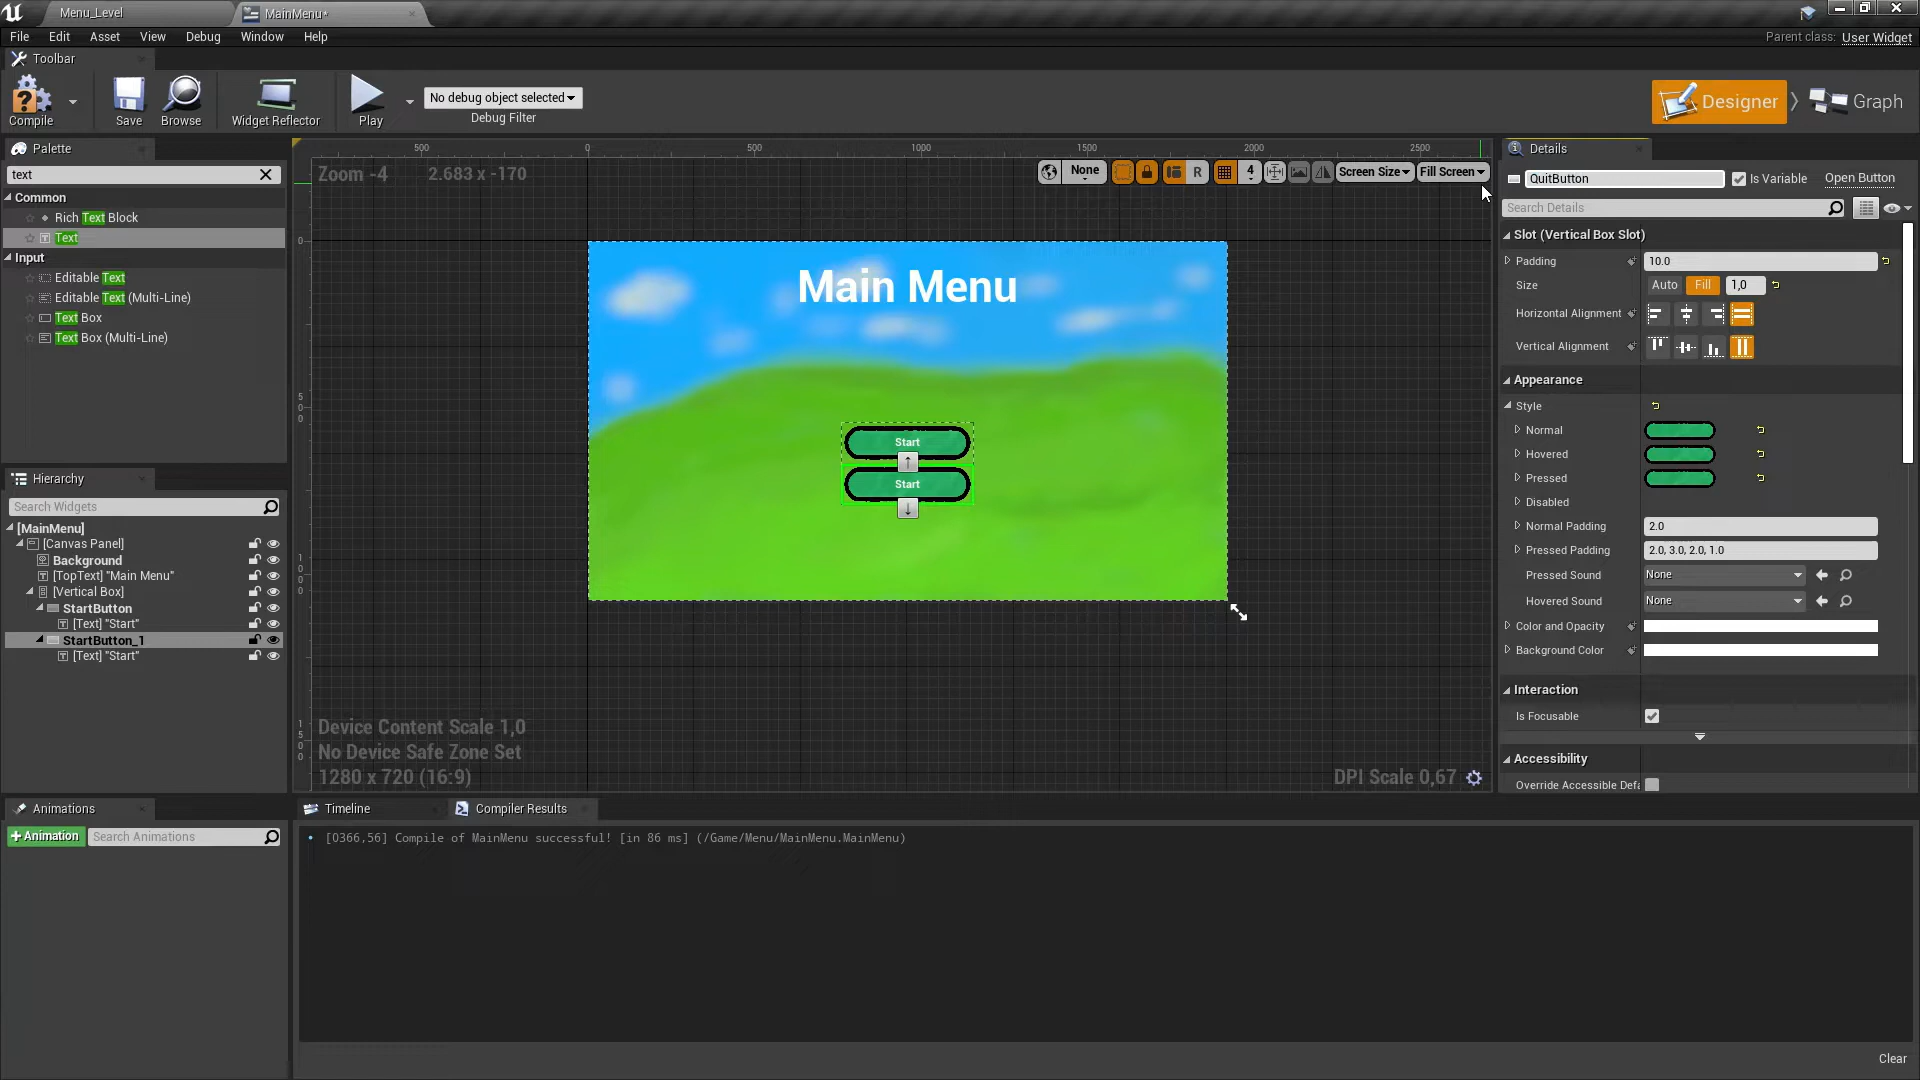 Menu_Level
MainMenu*
File Edit Asset View Debug Window Help
Parent class: User Widget
Toolbar
Compile
Save
Browse
Widget Reflector
Play
No debug object selected
Debug Filter
Designer
Graph
Palette
text
Common
Rich Text Block
Text
Input
Editable Text
Editable Text (Multi-Line)
Text Box
Text Box (Multi-Line)
Hierarchy
Search Widgets
[MainMenu]
[Canvas Panel]
Background
[TopText] "Main Menu"
[Vertical Box]
StartButton
[Text] "Start"
StartButton_1
[Text] "Start"
Animations
+Animation
Search Animations
500 0 500 1000 1500 2000 2500
Zoom -4
2.683 x -170
None
R
4
Screen Size
Fill Screen
0
500
1000
1500
Main Menu
Start
Start
Device Content Scale 1,0
No Device Safe Zone Set
1280 x 720 (16:9)
DPI Scale 0,67
Timeline
Compiler Results
[0366,56] Compile of MainMenu successful! [in 86 ms] (/Game/Menu/MainMenu.MainMenu)
Clear
Details
QuitButton
Is Variable
Open Button
Search Details
Slot (Vertical Box Slot)
Padding 10.0
Size Auto Fill 1,0
Horizontal Alignment
Vertical Alignment
Appearance
Style
Normal
Hovered
Pressed
Disabled
Normal Padding 2.0
Pressed Padding 2.0, 3.0, 2.0, 1.0
Pressed Sound None
Hovered Sound None
Color and Opacity
Background Color
Interaction
Is Focusable
Accessibility
Override Accessible Defa